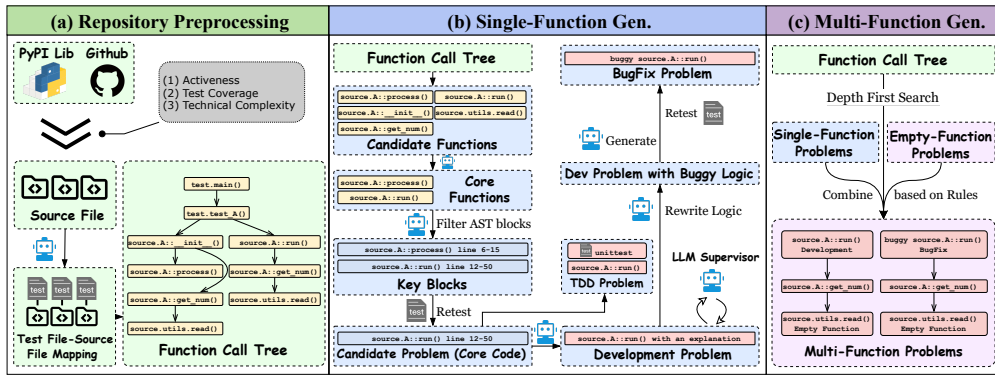 (a) Repository Preprocessing
PyPI Lib
Github
(1) Activeness
(2) Test Coverage
(3) Technical Complexity
Source File
test
test
test
Test File-Source
File Mapping
test.main()
test.test_A()
source.A::__init__()
source.A::run()
source.A::process()
source.A::get_num()
source.A::get_num()
source.utils.read()
source.utils.read()
Function Call Tree
(b) Single-Function Gen.
Function Call Tree
source.A::process()
source.A::run()
source.A::__init__()
source.utils.read()
source.A::get_num()
Candidate Functions
source.A::process()
source.A::run()
Core
Functions
Filter AST blocks
source.A::process() line 6-15
source.A::run() line 12-50
Key Blocks
test
Retest
source.A::run() line 12-50
Candidate Problem (Core Code)
buggy source.A::run()
BugFix Problem
Retest
test
Generate
Dev Problem with Buggy Logic
Rewrite Logic
test
unittest
source.A::run()
TDD Problem
LLM Supervisor
source.A::run() with an explanation
Development Problem
(c) Multi-Function Gen.
Function Call Tree
Depth First Search
Single-Function
Problems
Empty-Function
Problems
Combine
based on Rules
source.A::run()
Development
buggy source.A::run()
BugFix
source.A::get_num()
source.A::get_num()
source.utils.read()
Empty Function
source.utils.read()
Empty Function
Multi-Function Problems